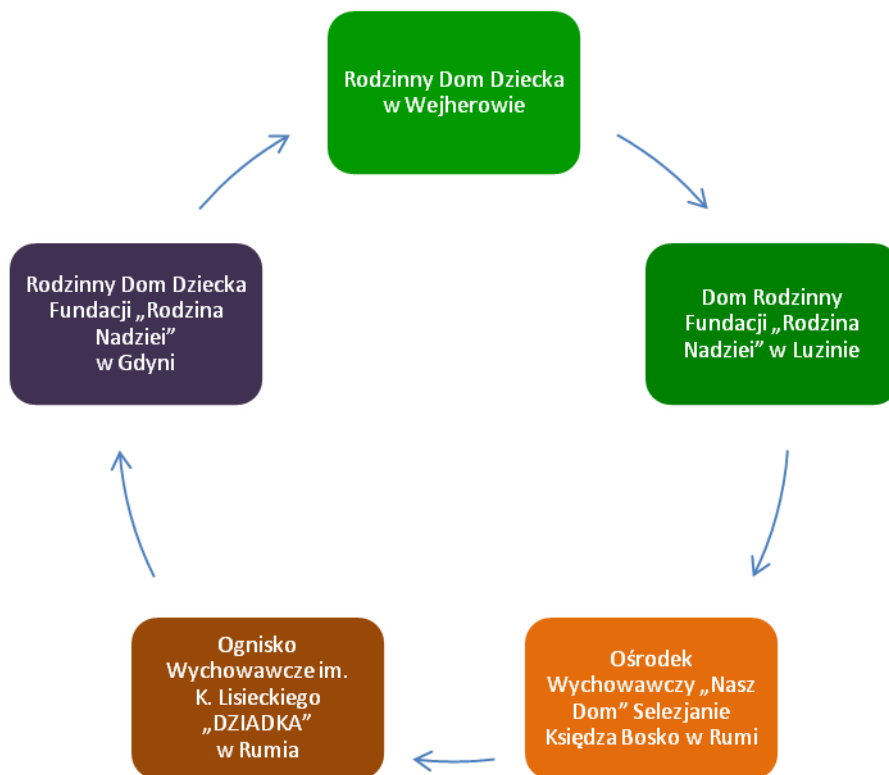 Rodzinny Dom Dziecka
w Wejherowie
Rodzinny Dom Dziecka
Fundacji „Rodzina
Nadziei”
w Gdyni
Dom Rodzinny
Fundacji „Rodzina
Nadziei” w Luzinie
Ognisko
Wychowawcze im.
K. Lisieckiego
„DZIADKA”
w Rumia
Ośrodek
Wychowawczy „Nasz
Dom” Selezjanie
Księdza Bosko w Rumi